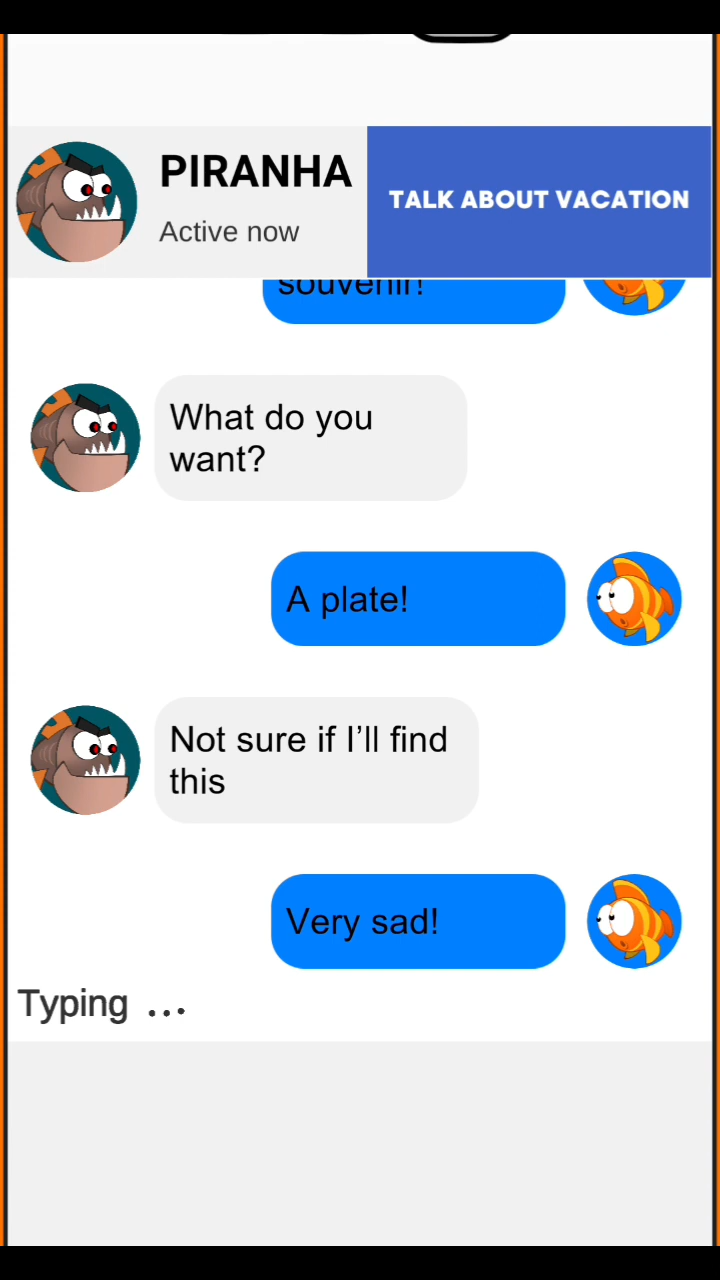 PIRANHA
Active now
TALK ABOUT VACATION
souvenir!
What do you
want?
A plate!
Not sure if I’ll find
this
Very sad!
Typing ...